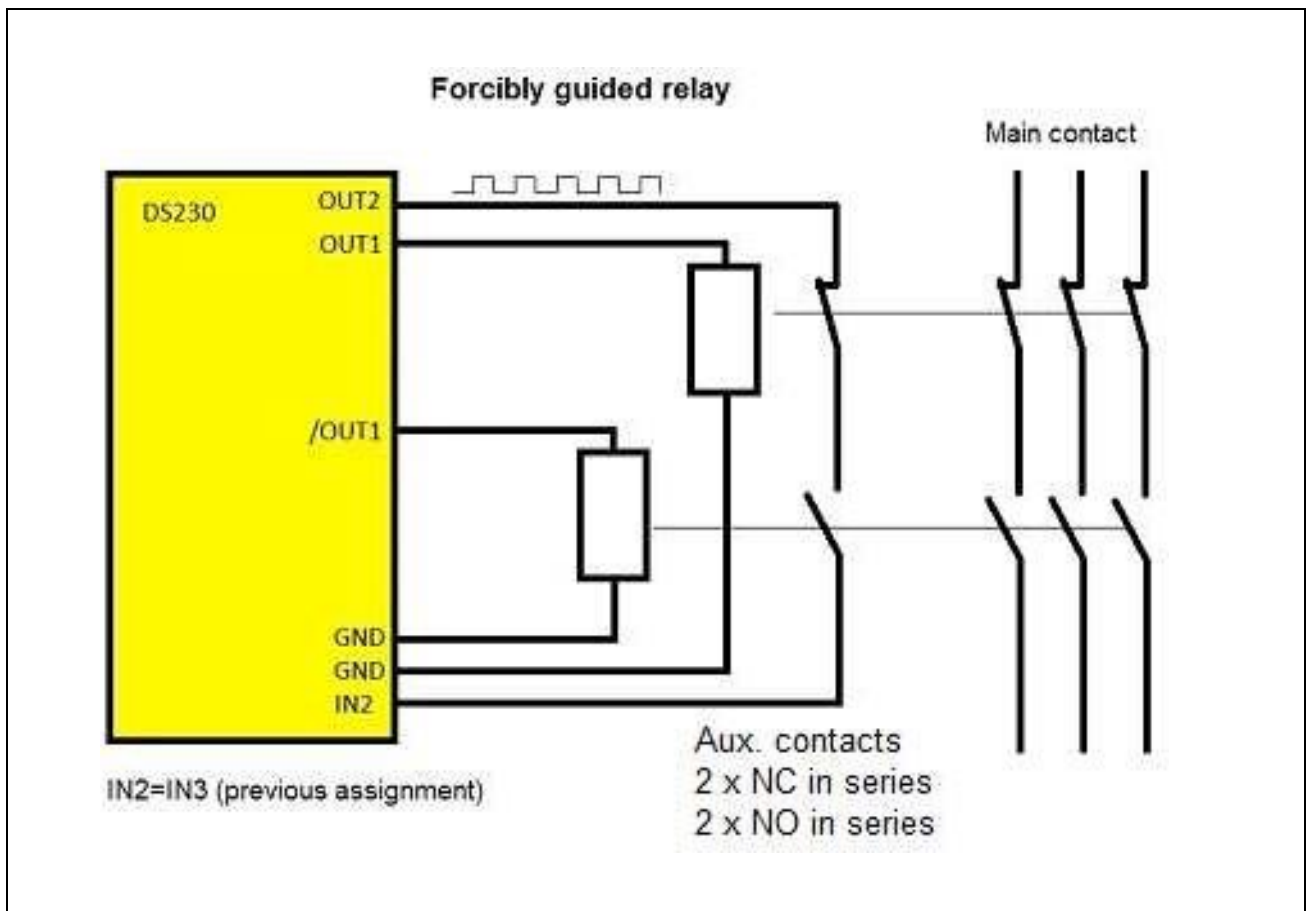 Forcibly guided relay
Main contact
DS230
OUT2
OUT1
/OUT1
GND
GND
IN2
Aux. contacts
2 x NC in series
2 x NO in series
IN2=IN3 (previous assignment)